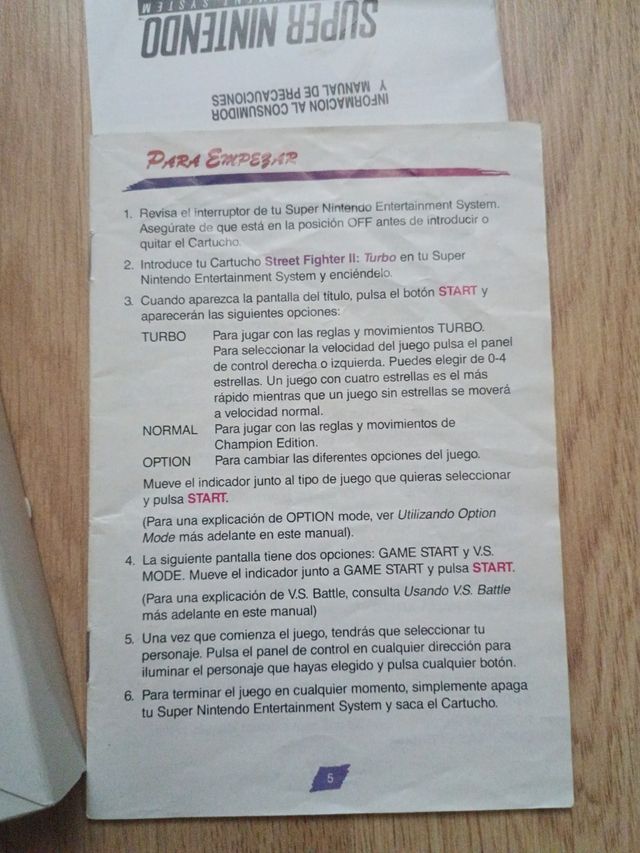 SUPER NINTENDO
INFORMACION AL CONSUMIDOR
Y MANUAL DE PRECAUCIONES
PARA EMPEZAR
1. Revisa el interruptor de tu Super Nintendo Entertainment System.
Asegúrate de que está en la posición OFF antes de introducir o
quitar el Cartucho.
2. Introduce tu Cartucho Street Fighter II: Turbo en tu Super
Nintendo Entertainment System y enciéndelo.
3. Cuando aparezca la pantalla del título, pulsa el botón START y
aparecerán las siguientes opciones:
TURBO Para jugar con las reglas y movimientos TURBO.
Para seleccionar la velocidad del juego pulsa el panel
de control derecha o izquierda. Puedes elegir de 0-4
estrellas. Un juego con cuatro estrellas es el más
rápido mientras que un juego sin estrellas se moverá
a velocidad normal.
NORMAL Para jugar con las reglas y movimientos de
Champion Edition.
OPTION Para cambiar las diferentes opciones del juego.
Mueve el indicador junto al tipo de juego que quieras seleccionar
y pulsa START.
(Para una explicación de OPTION mode, ver Utilizando Option
Mode más adelante en este manual).
4. La siguiente pantalla tiene dos opciones: GAME START y V.S.
MODE. Mueve el indicador junto a GAME START y pulsa START.
(Para una explicación de V.S. Battle, consulta Usando V.S. Battle
más adelante en este manual)
5. Una vez que comienza el juego, tendrás que seleccionar tu
personaje. Pulsa el panel de control en cualquier dirección para
iluminar el personaje que hayas elegido y pulsa cualquier botón.
6. Para terminar el juego en cualquier momento, simplemente apaga
tu Super Nintendo Entertainment System y saca el Cartucho.
5